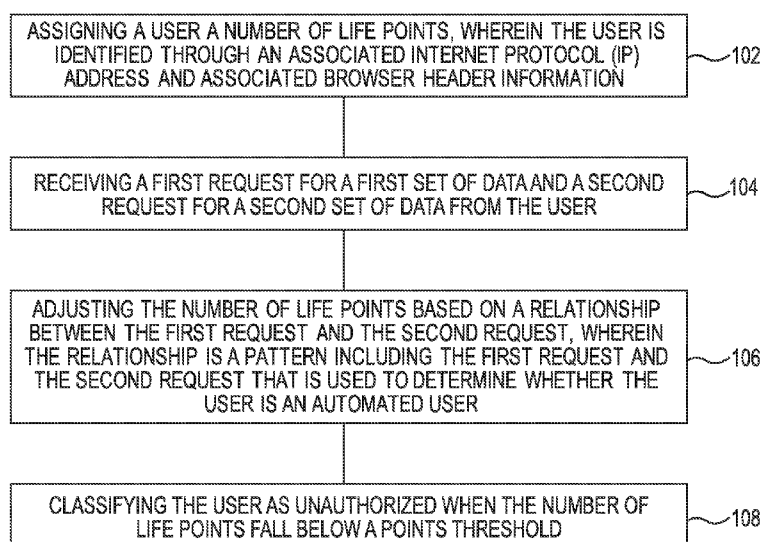 ASSIGNING A USER A NUMBER OF LIFE POINTS, WHEREIN THE USER IS
IDENTIFIED THROUGH AN ASSOCIATED INTERNET PROTOCOL (IP)
ADDRESS AND ASSOCIATED BROWSER HEADER INFORMATION
102
RECEIVING A FIRST REQUEST FOR A FIRST SET OF DATA AND A SECOND
REQUEST FOR A SECOND SET OF DATA FROM THE USER
104
ADJUSTING THE NUMBER OF LIFE POINTS BASED ON A RELATIONSHIP
BETWEEN THE FIRST REQUEST AND THE SECOND REQUEST, WHEREIN
THE RELATIONSHIP IS A PATTERN INCLUDING THE FIRST REQUEST AND
THE SECOND REQUEST THAT IS USED TO DETERMINE WHETHER THE
USER IS AN AUTOMATED USER
106
CLASSIFYING THE USER AS UNAUTHORIZED WHEN THE NUMBER OF
LIFE POINTS FALL BELOW A POINTS THRESHOLD
108